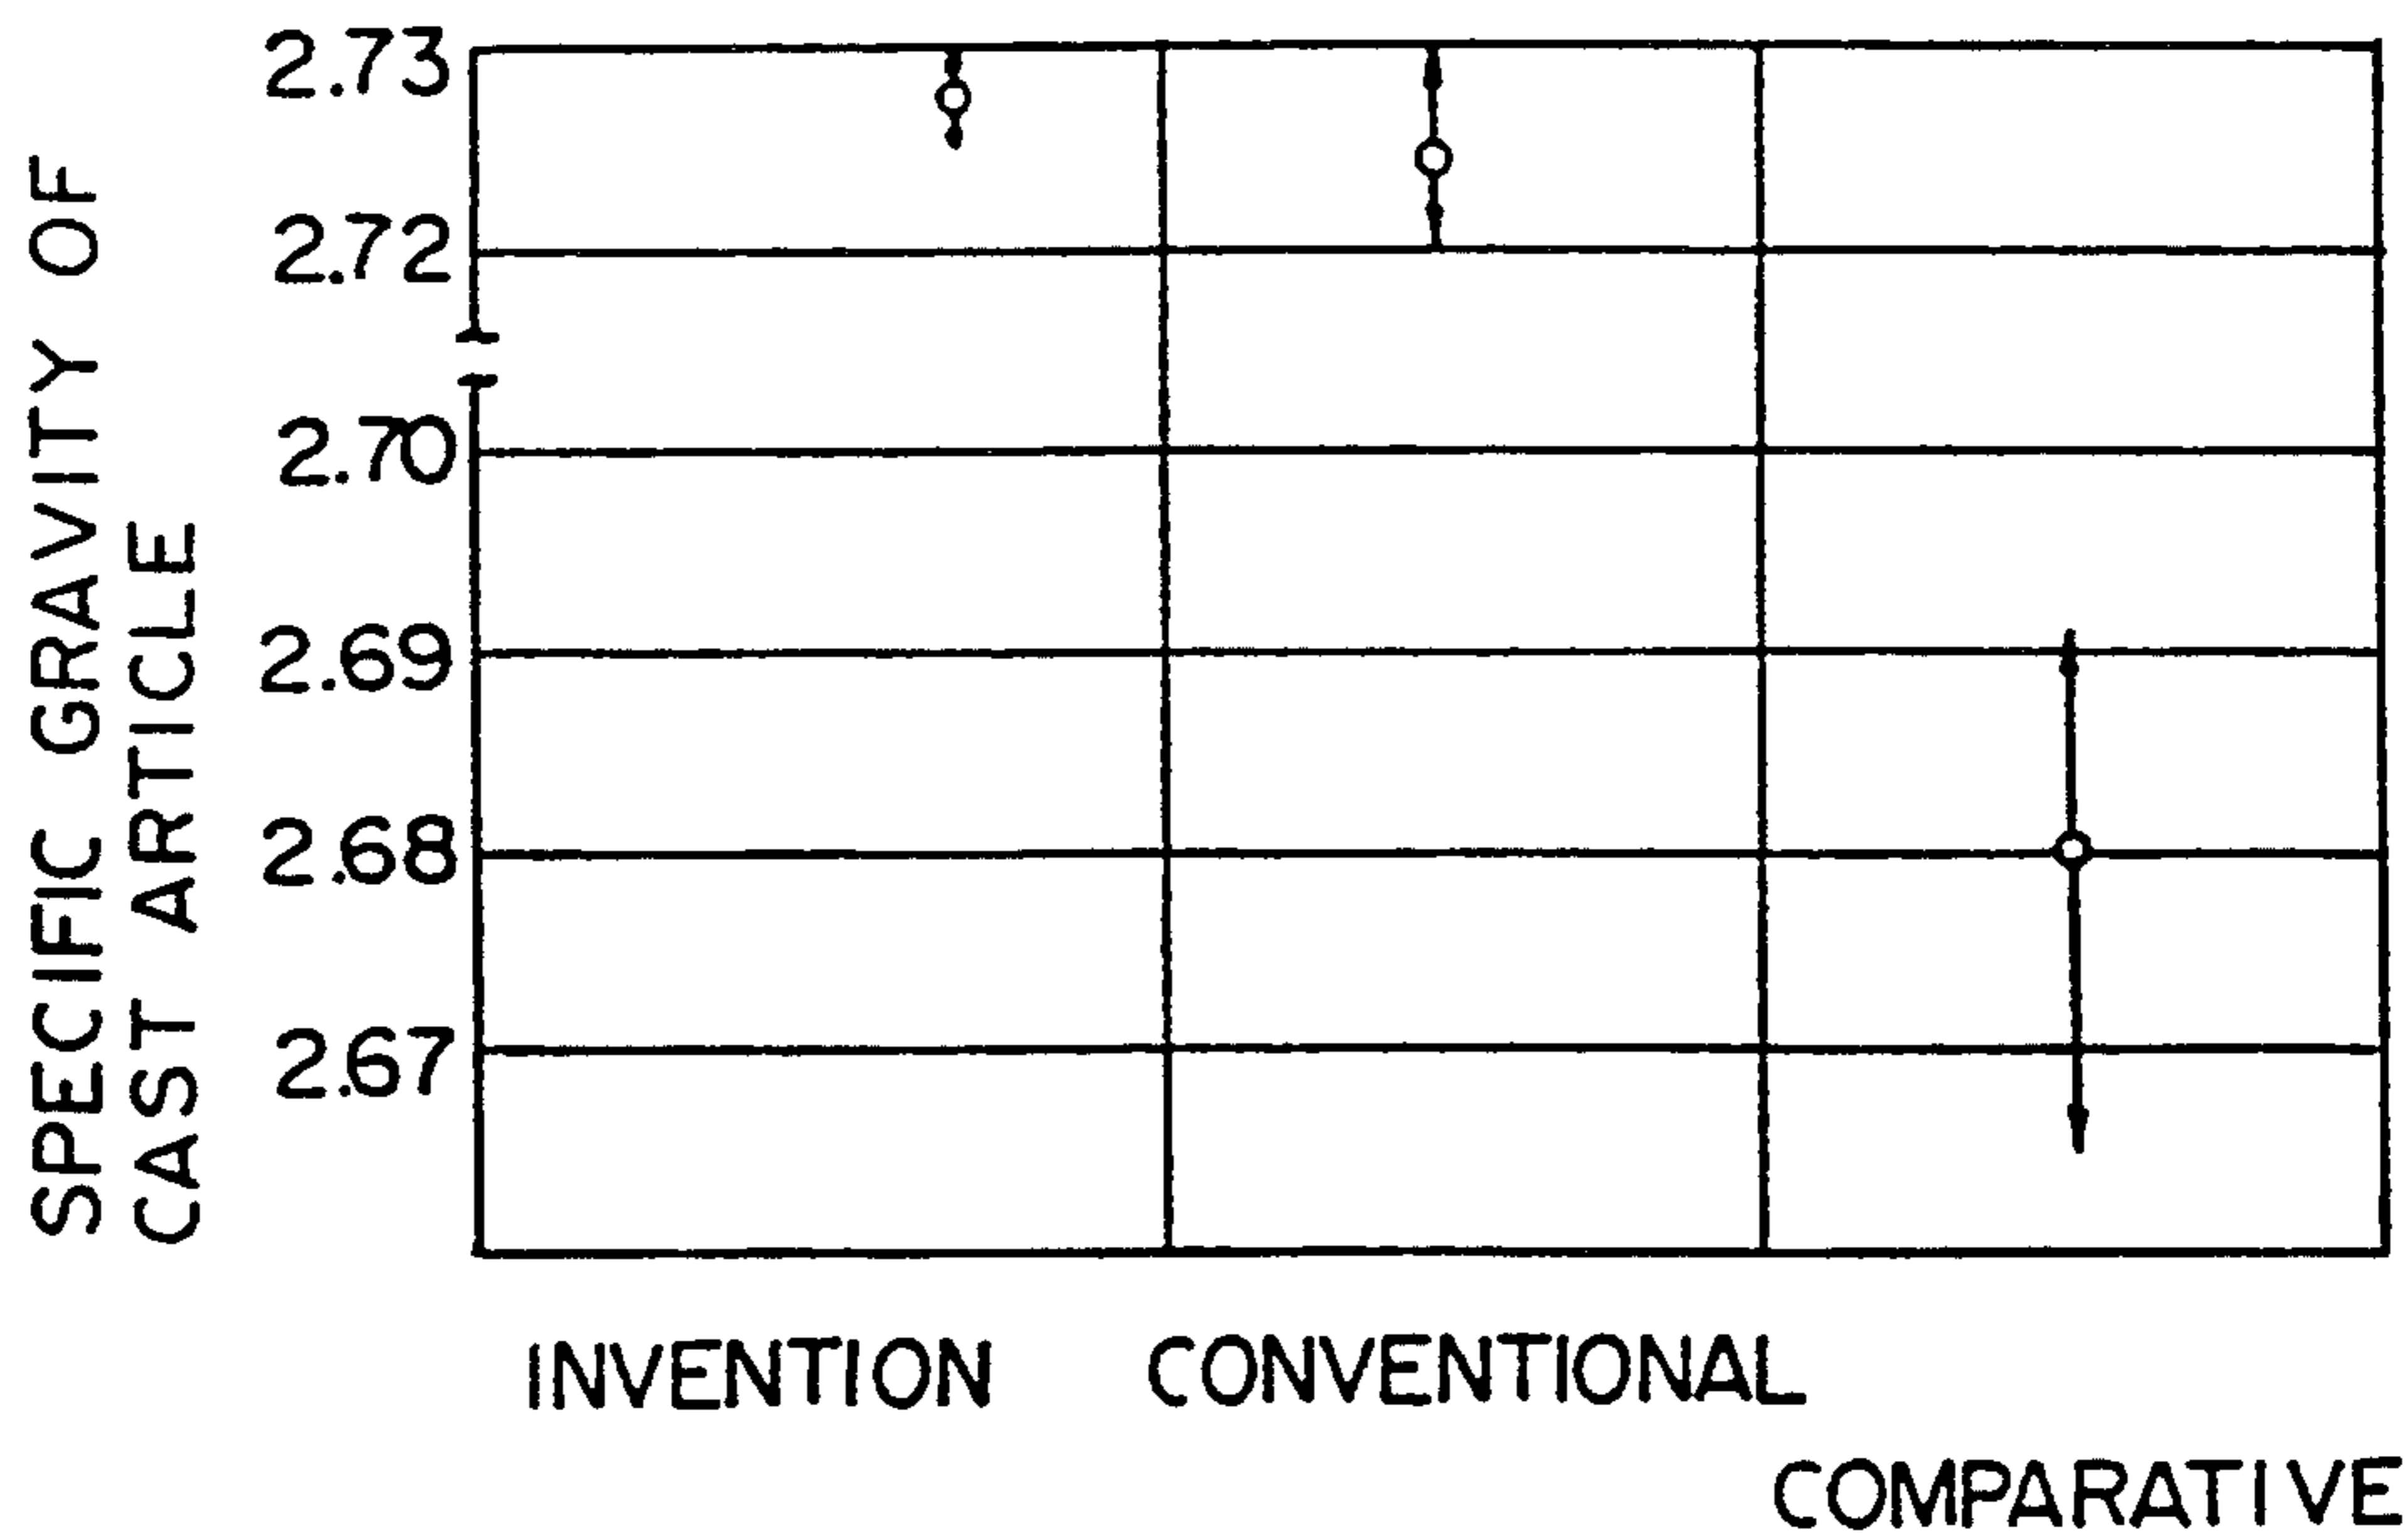 SPECIFIC GRAVITY OF
CAST ARTICLE
2.73
2.72
2.70
2.69
2.68
2.67
INVENTION
CONVENTIONAL
COMPARATIVE